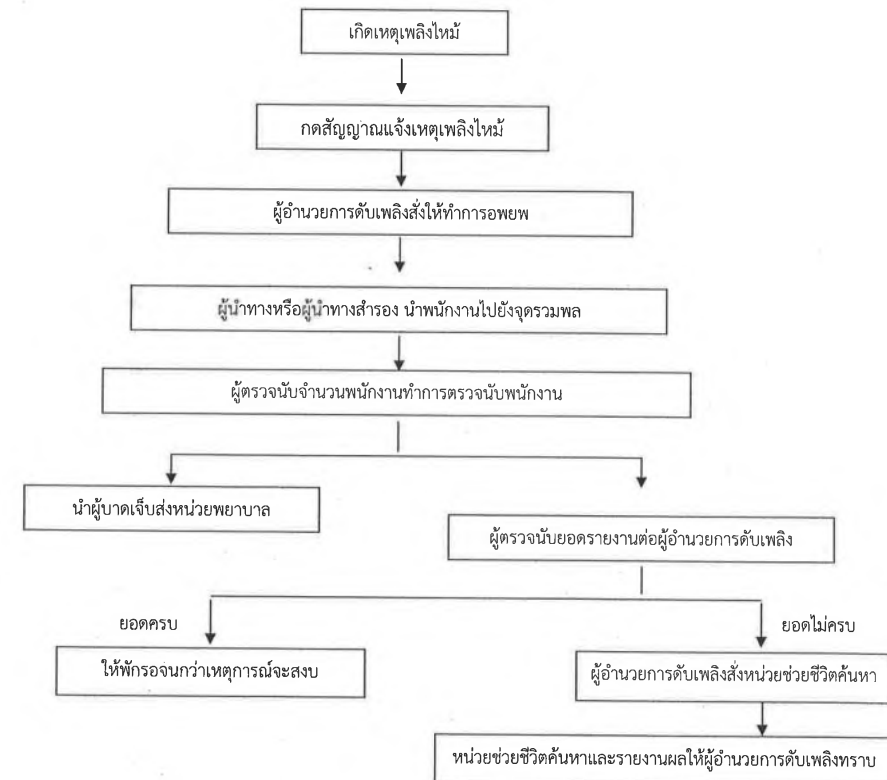 เกิดเหตุเพลิงไหม้
กดสัญญาณแจ้งเหตุเพลิงไหม้
ผู้อำนวยการดับเพลิงสั่งให้ทำการอพยพ
ผู้นำทางหรือผู้นำทางสำรอง นำพนักงานไปยังจุดรวมพล
ผู้ตรวจนับจำนวนพนักงานทำการตรวจนับพนักงาน
นำผู้บาดเจ็บส่งหน่วยพยาบาล
ผู้ตรวจนับยอดรายงานต่อผู้อำนวยการดับเพลิง
ยอดครบ
ยอดไม่ครบ
ให้พักรอจนกว่าเหตุการณ์จะสงบ
ผู้อำนวยการดับเพลิงสั่งหน่วยช่วยชีวิตค้นหา
หน่วยช่วยชีวิตค้นหาและรายงานผลให้ผู้อำนวยการดับเพลิงทราบ